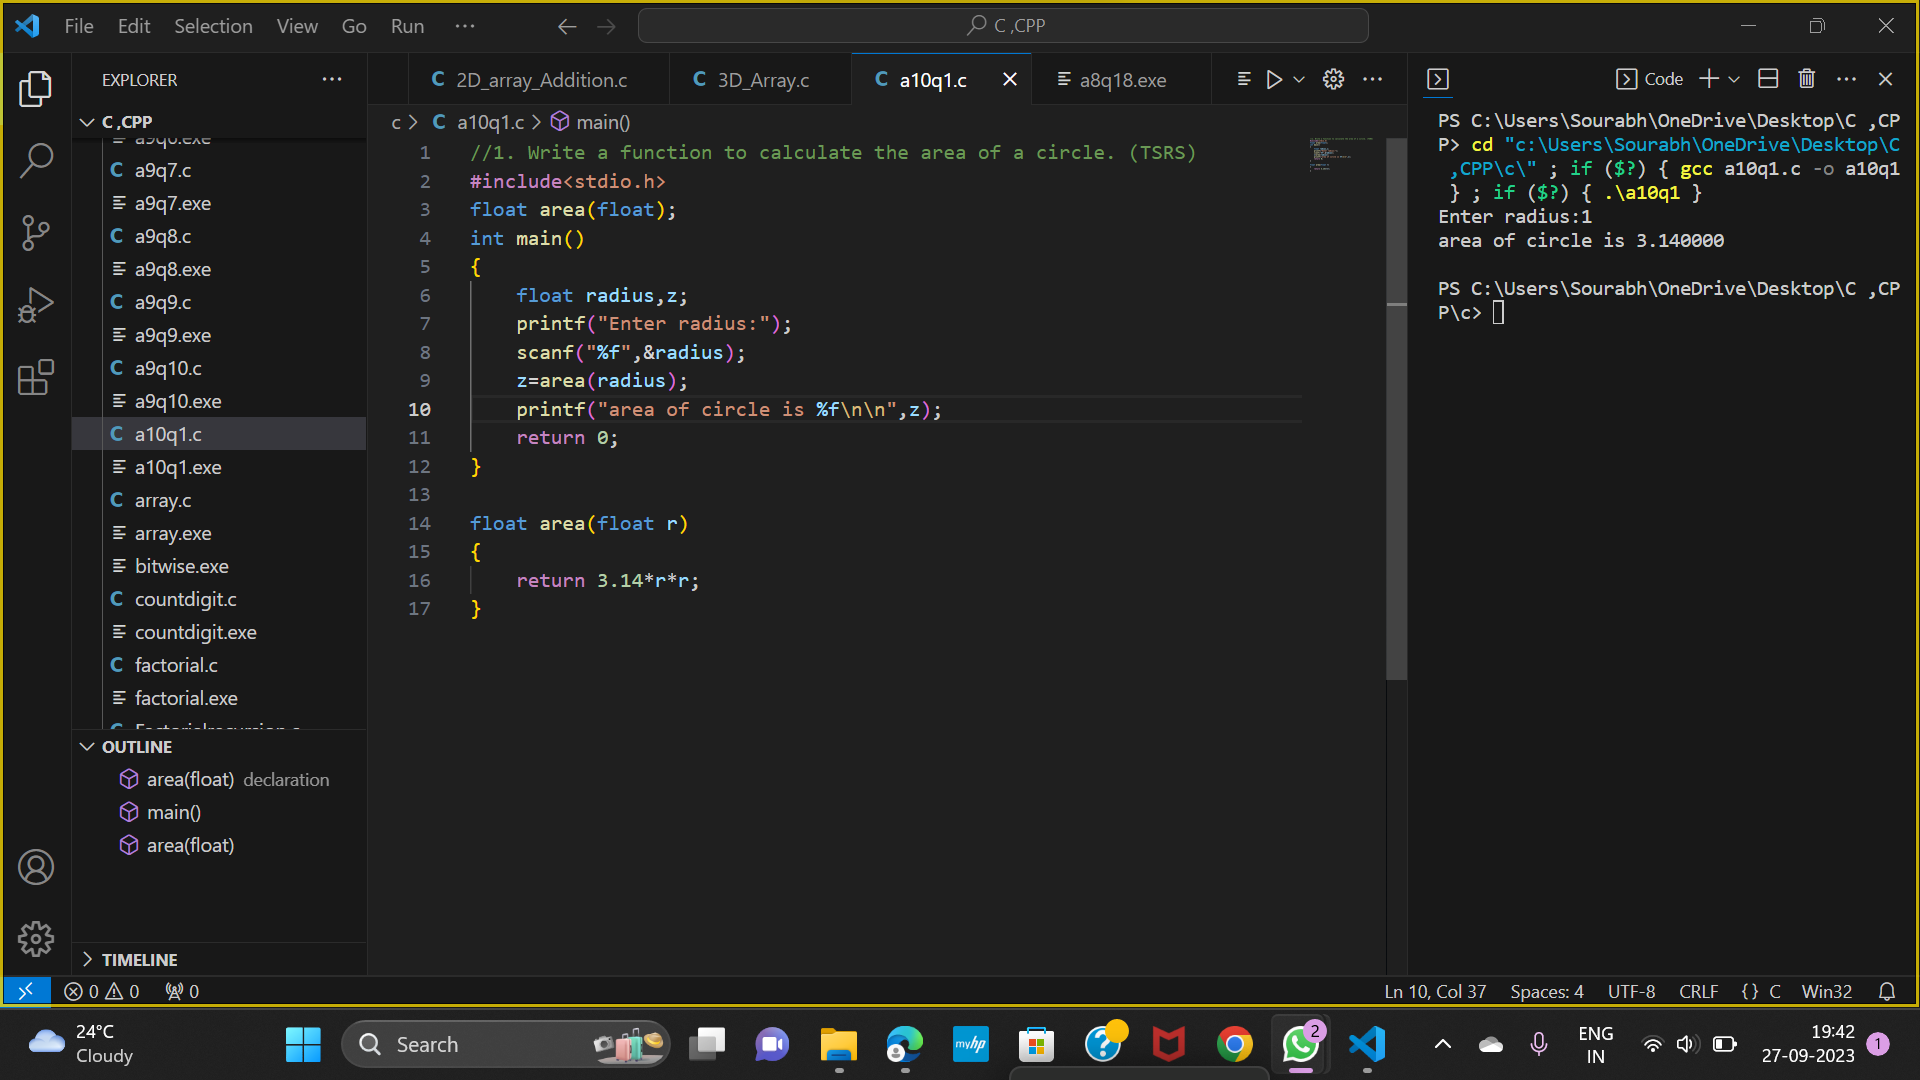 File Edit Selection View Go Run ···
C ,CPP
EXPLORER ···
C ,CPP
a9q6.exe
a9q7.c
a9q7.exe
a9q8.c
a9q8.exe
a9q9.c
a9q9.exe
a9q10.c
a9q10.exe
a10q1.c
a10q1.exe
array.c
array.exe
bitwise.exe
countdigit.c
countdigit.exe
factorial.c
factorial.exe
OUTLINE
area(float) declaration
main()
area(float)
TIMELINE
2D_array_Addition.c
3D_Array.c
a10q1.c
a8q18.exe
c > C a10q1.c > main()
1 //1. Write a function to calculate the area of a circle. (TSRS)
2 #include<stdio.h>
3 float area(float);
4 int main()
5 {
6 float radius,z;
7 printf("Enter radius:");
8 scanf("%f",&radius);
9 z=area(radius);
10 printf("area of circle is %f\n\n",z);
11 return 0;
12 }
13
14 float area(float r)
15 {
16 return 3.14*r*r;
17 }
Code
PS C:\Users\Sourabh\OneDrive\Desktop\C ,CP
P> cd "c:\Users\Sourabh\OneDrive\Desktop\C
,CPP\c\" ; if ($?) { gcc a10q1.c -o a10q1
} ; if ($?) { .\a10q1 }
Enter radius:1
area of circle is 3.140000
PS C:\Users\Sourabh\OneDrive\Desktop\C ,CP
P\c>
0 0 0
Ln 10, Col 37 Spaces: 4 UTF-8 CRLF {} C Win32
24°C
Cloudy
Search
myhp
2
ENG
IN
19:42
27-09-2023
1